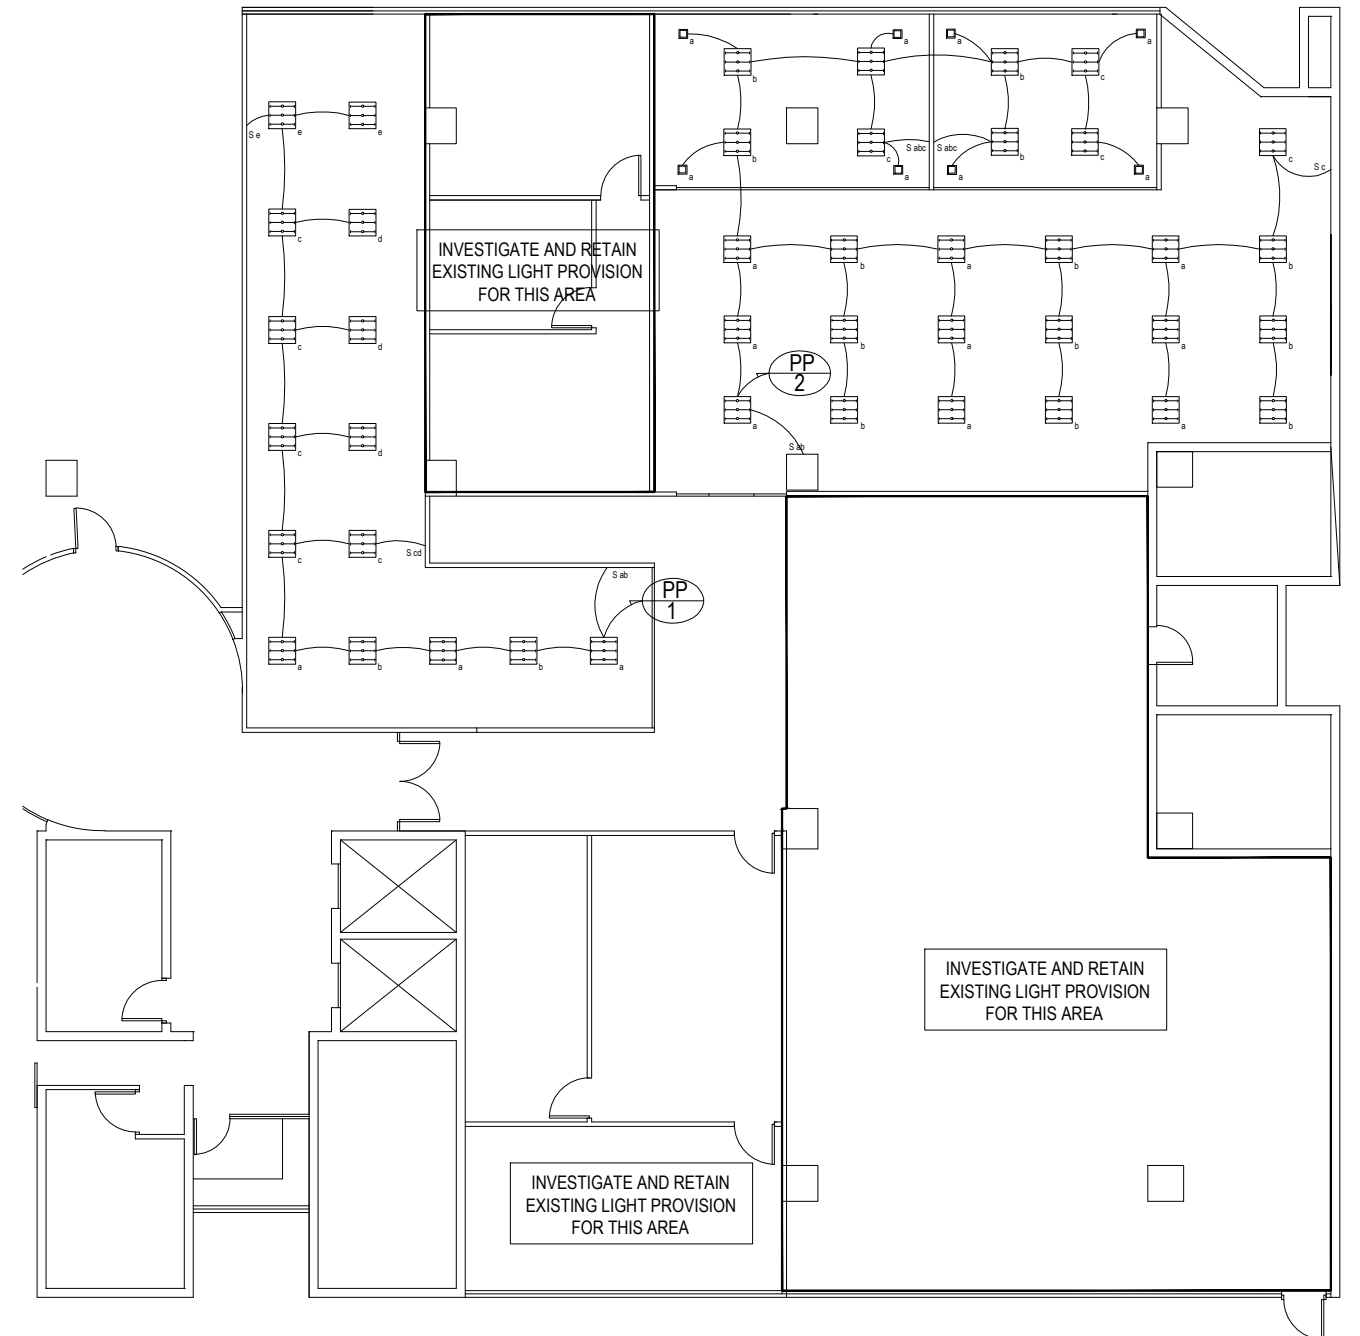 a
a
a
a
b
b
c
S e
e
e
b
c
S abc
S abc
b
c
c
S c
a
a
a
a
c
d
a
b
a
b
a
b
INVESTIGATE AND RETAIN
EXISTING LIGHT PROVISION
FOR THIS AREA
c
d
a
b
a
b
a
b
PP
2
a
b
a
b
a
b
c
d
S ab
c
c
S cd
S ab
PP
1
a
b
a
b
a
INVESTIGATE AND RETAIN
EXISTING LIGHT PROVISION
FOR THIS AREA
INVESTIGATE AND RETAIN
EXISTING LIGHT PROVISION
FOR THIS AREA